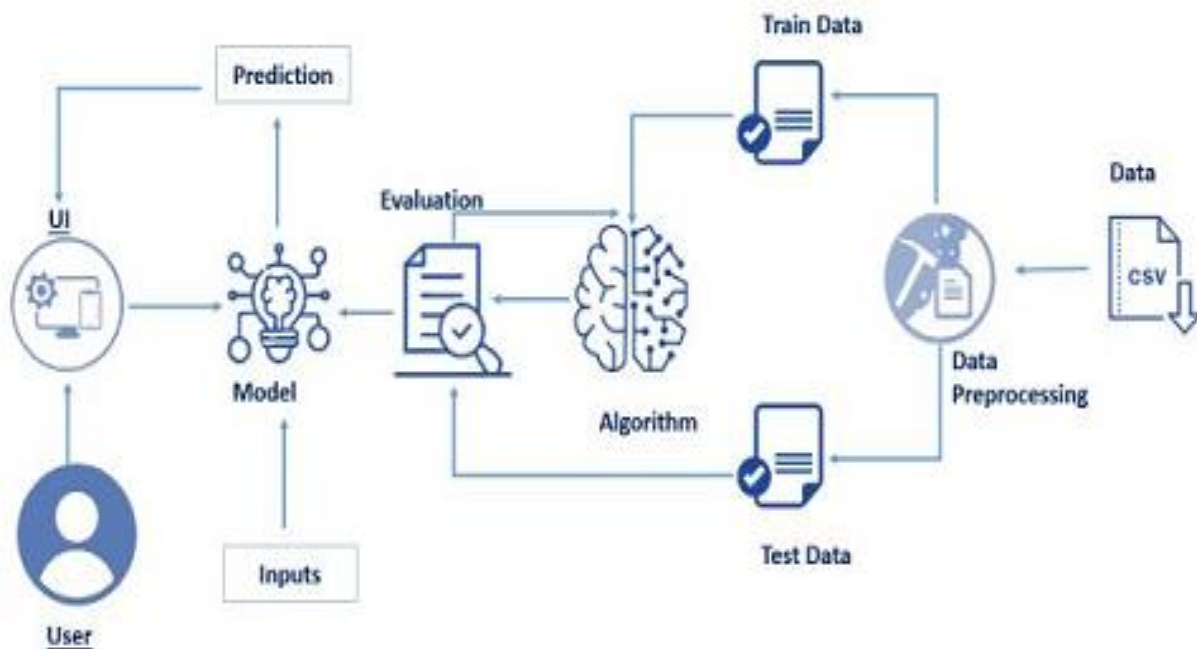 Train Data
Prediction
Data
Evaluation
UI
CSV
Data
Preprocessing
Model
Algorithm
Test Data
Inputs
User